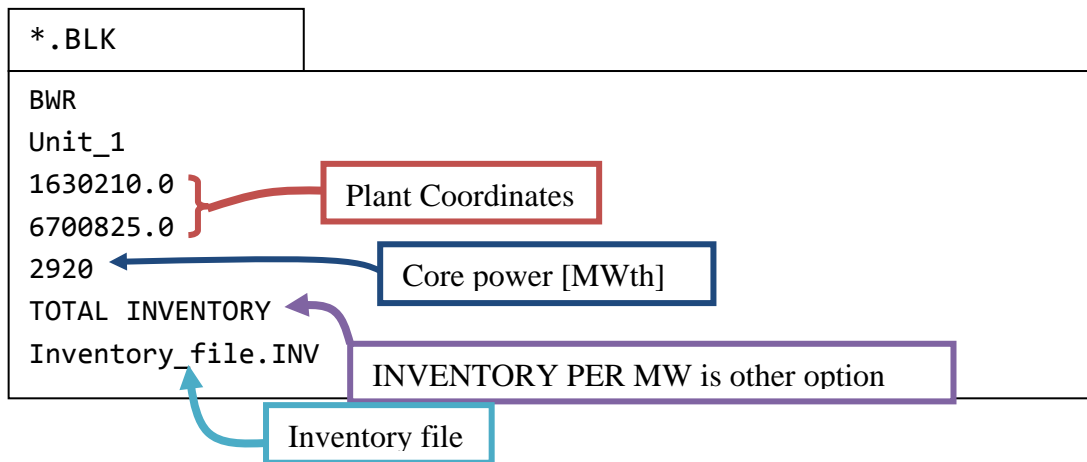 *.BLK
BWR
Unit_1
1630210.0
Plant Coordinates
6700825.0
2920
Core power [MWth]
TOTAL INVENTORY
Inventory_file.INV
INVENTORY PER MW is other option
Inventory file